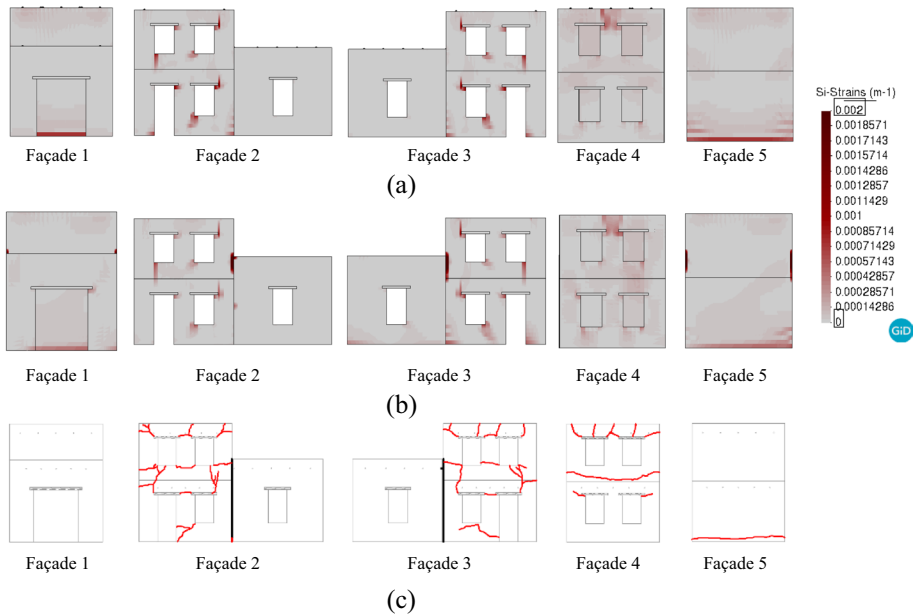 Façade 1
Façade 2
Façade 3
Façade 4
Façade 5
(a)
Si-Strains (m-1)
0.002
0.0018571
0.0017143
0.0015714
0.0014286
0.0012857
0.0011429
0.001
0.00085714
0.00071429
0.00057143
0.00042857
0.00028571
0.00014286
0
GiD
Façade 1
Façade 2
Façade 3
Façade 4
Façade 5
(b)
Façade 1
Façade 2
Façade 3
Façade 4
Façade 5
(c)